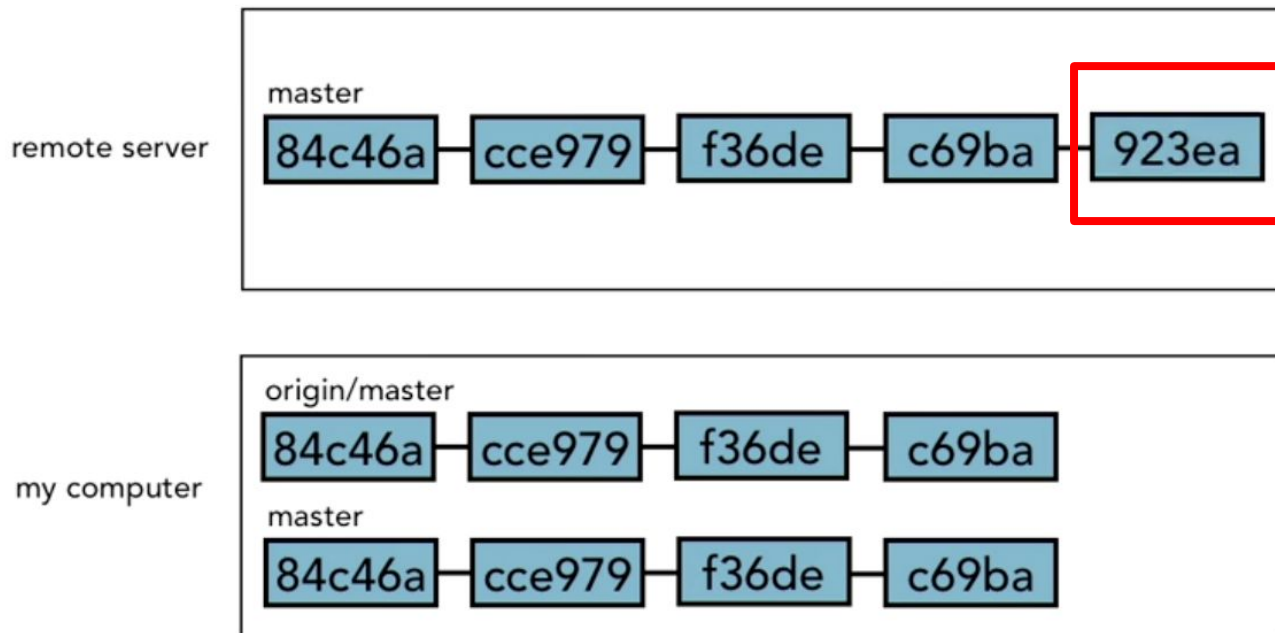 master
remote server
84c46a cce979 f36de c69ba 923ea
origin/master
84c46a cce979 f36de c69ba
my computer
master
84c46a cce979 f36de c69ba